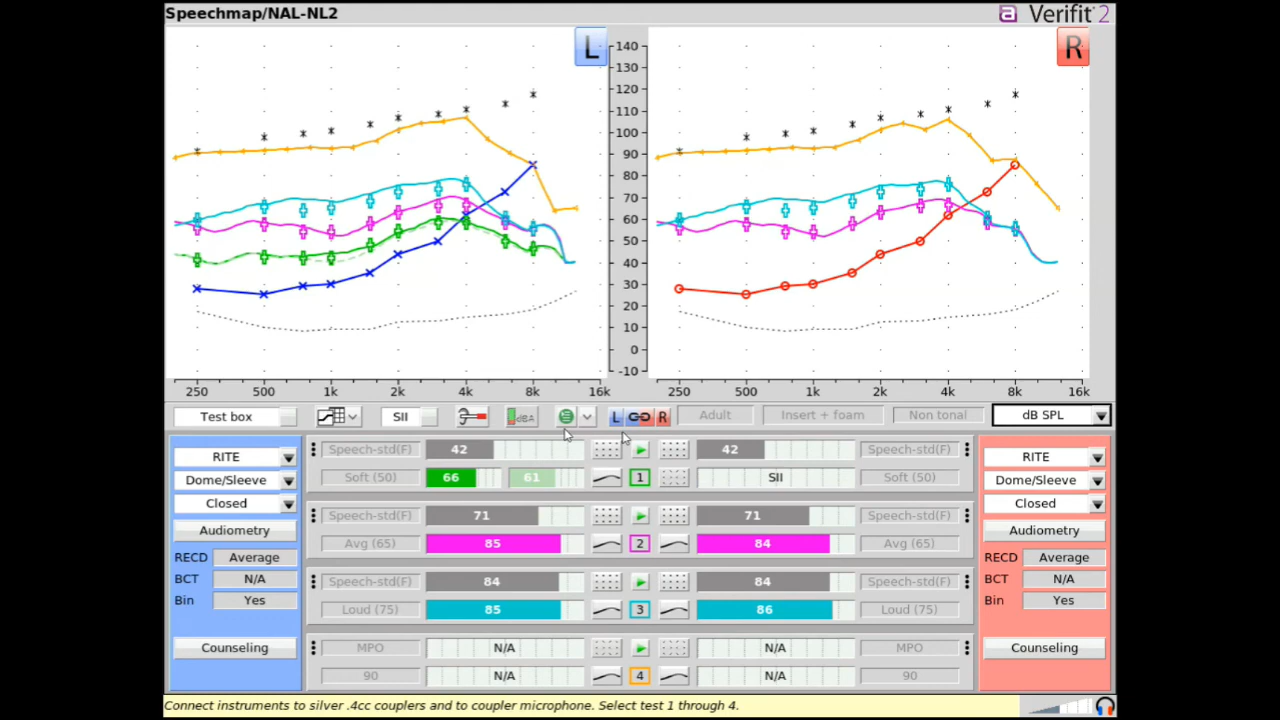 Speechmap/NAL-NL2
a Verifit 2
L
R
140
130
120
110
100
90
80
70
60
50
40
30
20
10
0
-10
250 500 1k 2k 4k 8k 16k
250 500 1k 2k 4k 8k 16k
Test box SII dBA L R Adult Insert + foam Non tonal dB SPL
RITE
Dome/Sleeve
Closed
Audiometry
RECD Average
BCT N/A
Bin Yes
Counseling
Speech-std(F) 42 42 Speech-std(F)
Soft (50) 66 61 1 SII Soft (50)
Speech-std(F) 71 71 Speech-std(F)
Avg (65) 85 2 84 Avg (65)
Speech-std(F) 84 84 Speech-std(F)
Loud (75) 85 3 86 Loud (75)
MPO N/A N/A MPO
90 N/A 4 N/A 90
RITE
Dome/Sleeve
Closed
Audiometry
RECD Average
BCT N/A
Bin Yes
Counseling
Connect instruments to silver .4cc couplers and to coupler microphone. Select test 1 through 4.